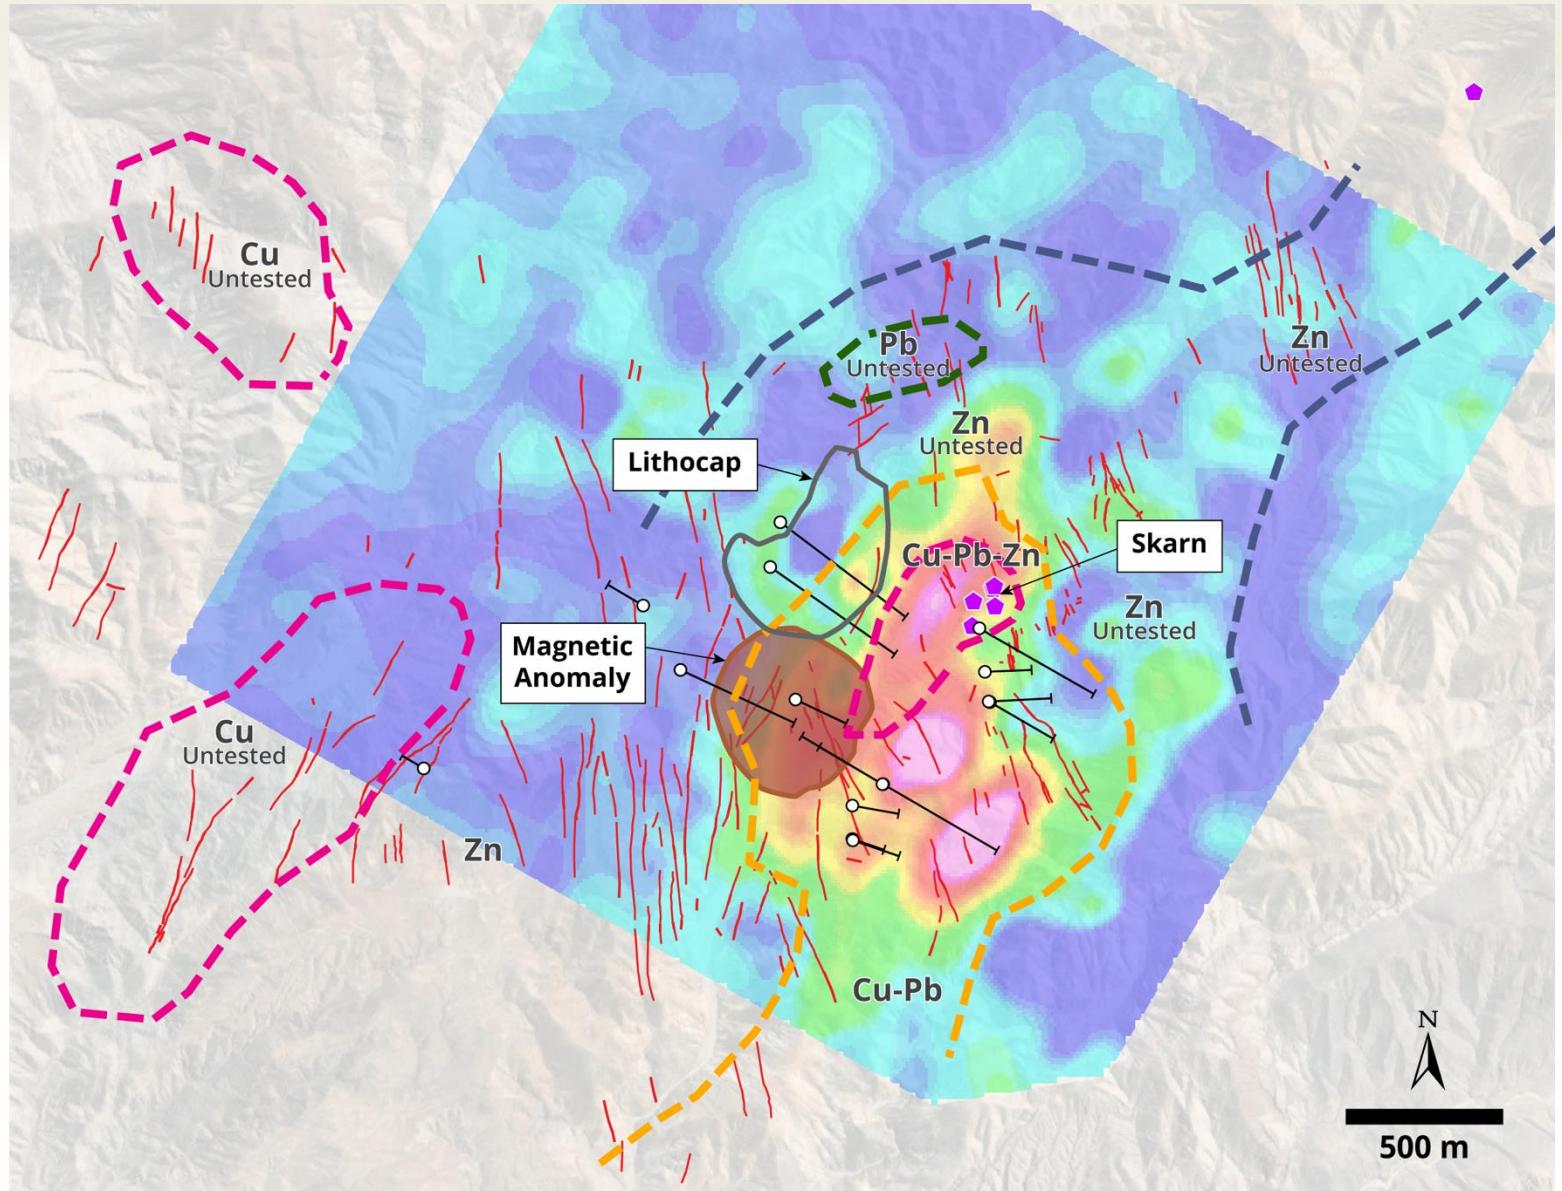 Cu
Untested
Pb
Untested
Zn
Untested
Zn
Untested
Lithocap
Cu-Pb-Zn
Skarn
Zn
Untested
Magnetic
Anomaly
Cu
Untested
Zn
Cu-Pb
N
500 m